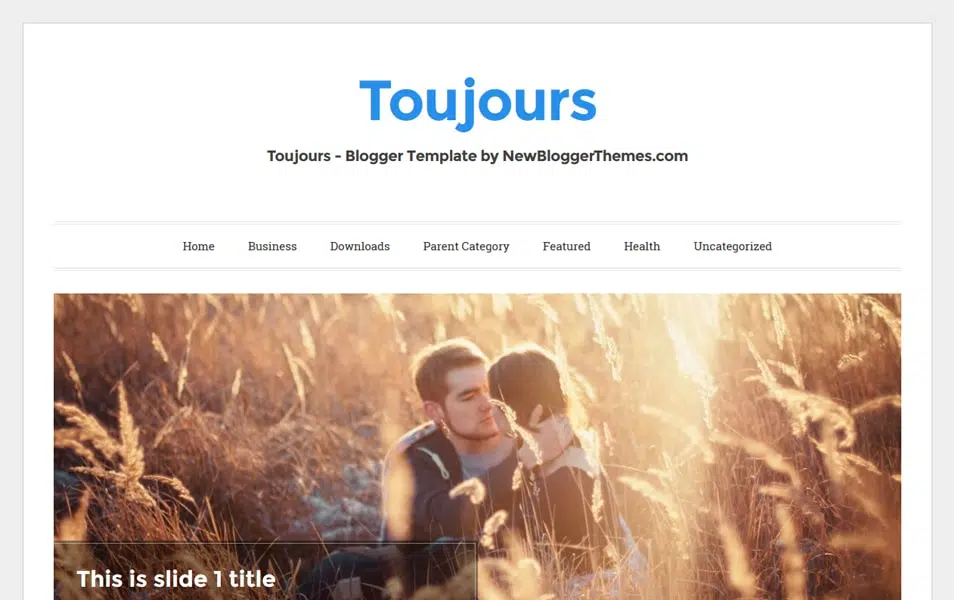 Toujours
Toujours - Blogger Template by NewBloggerThemes.com
Home Business Downloads Parent Category Featured Health Uncategorized
This is slide 1 title